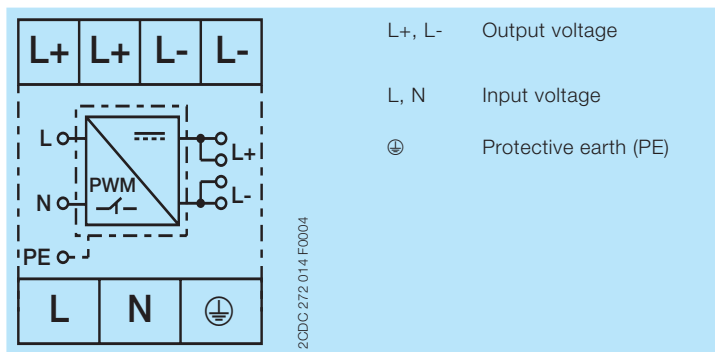 L+ L+ L- L-
L
L+
PWM
N
L-
PE
L N
2CDC 272 014 F0004
L+, L- Output voltage
L, N Input voltage
Protective earth (PE)